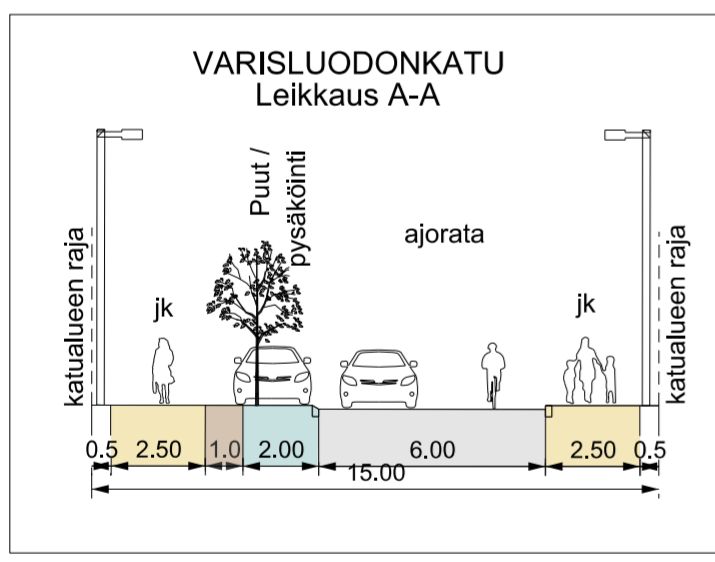 VARISLUODONKATU
Leikkaus A-A
katualueen raja
jk
Puut /
pysäköinti
ajorata
jk
katualueen raja
0.5 2.50 1.0 2.00 6.00 2.50 0.5
15.00